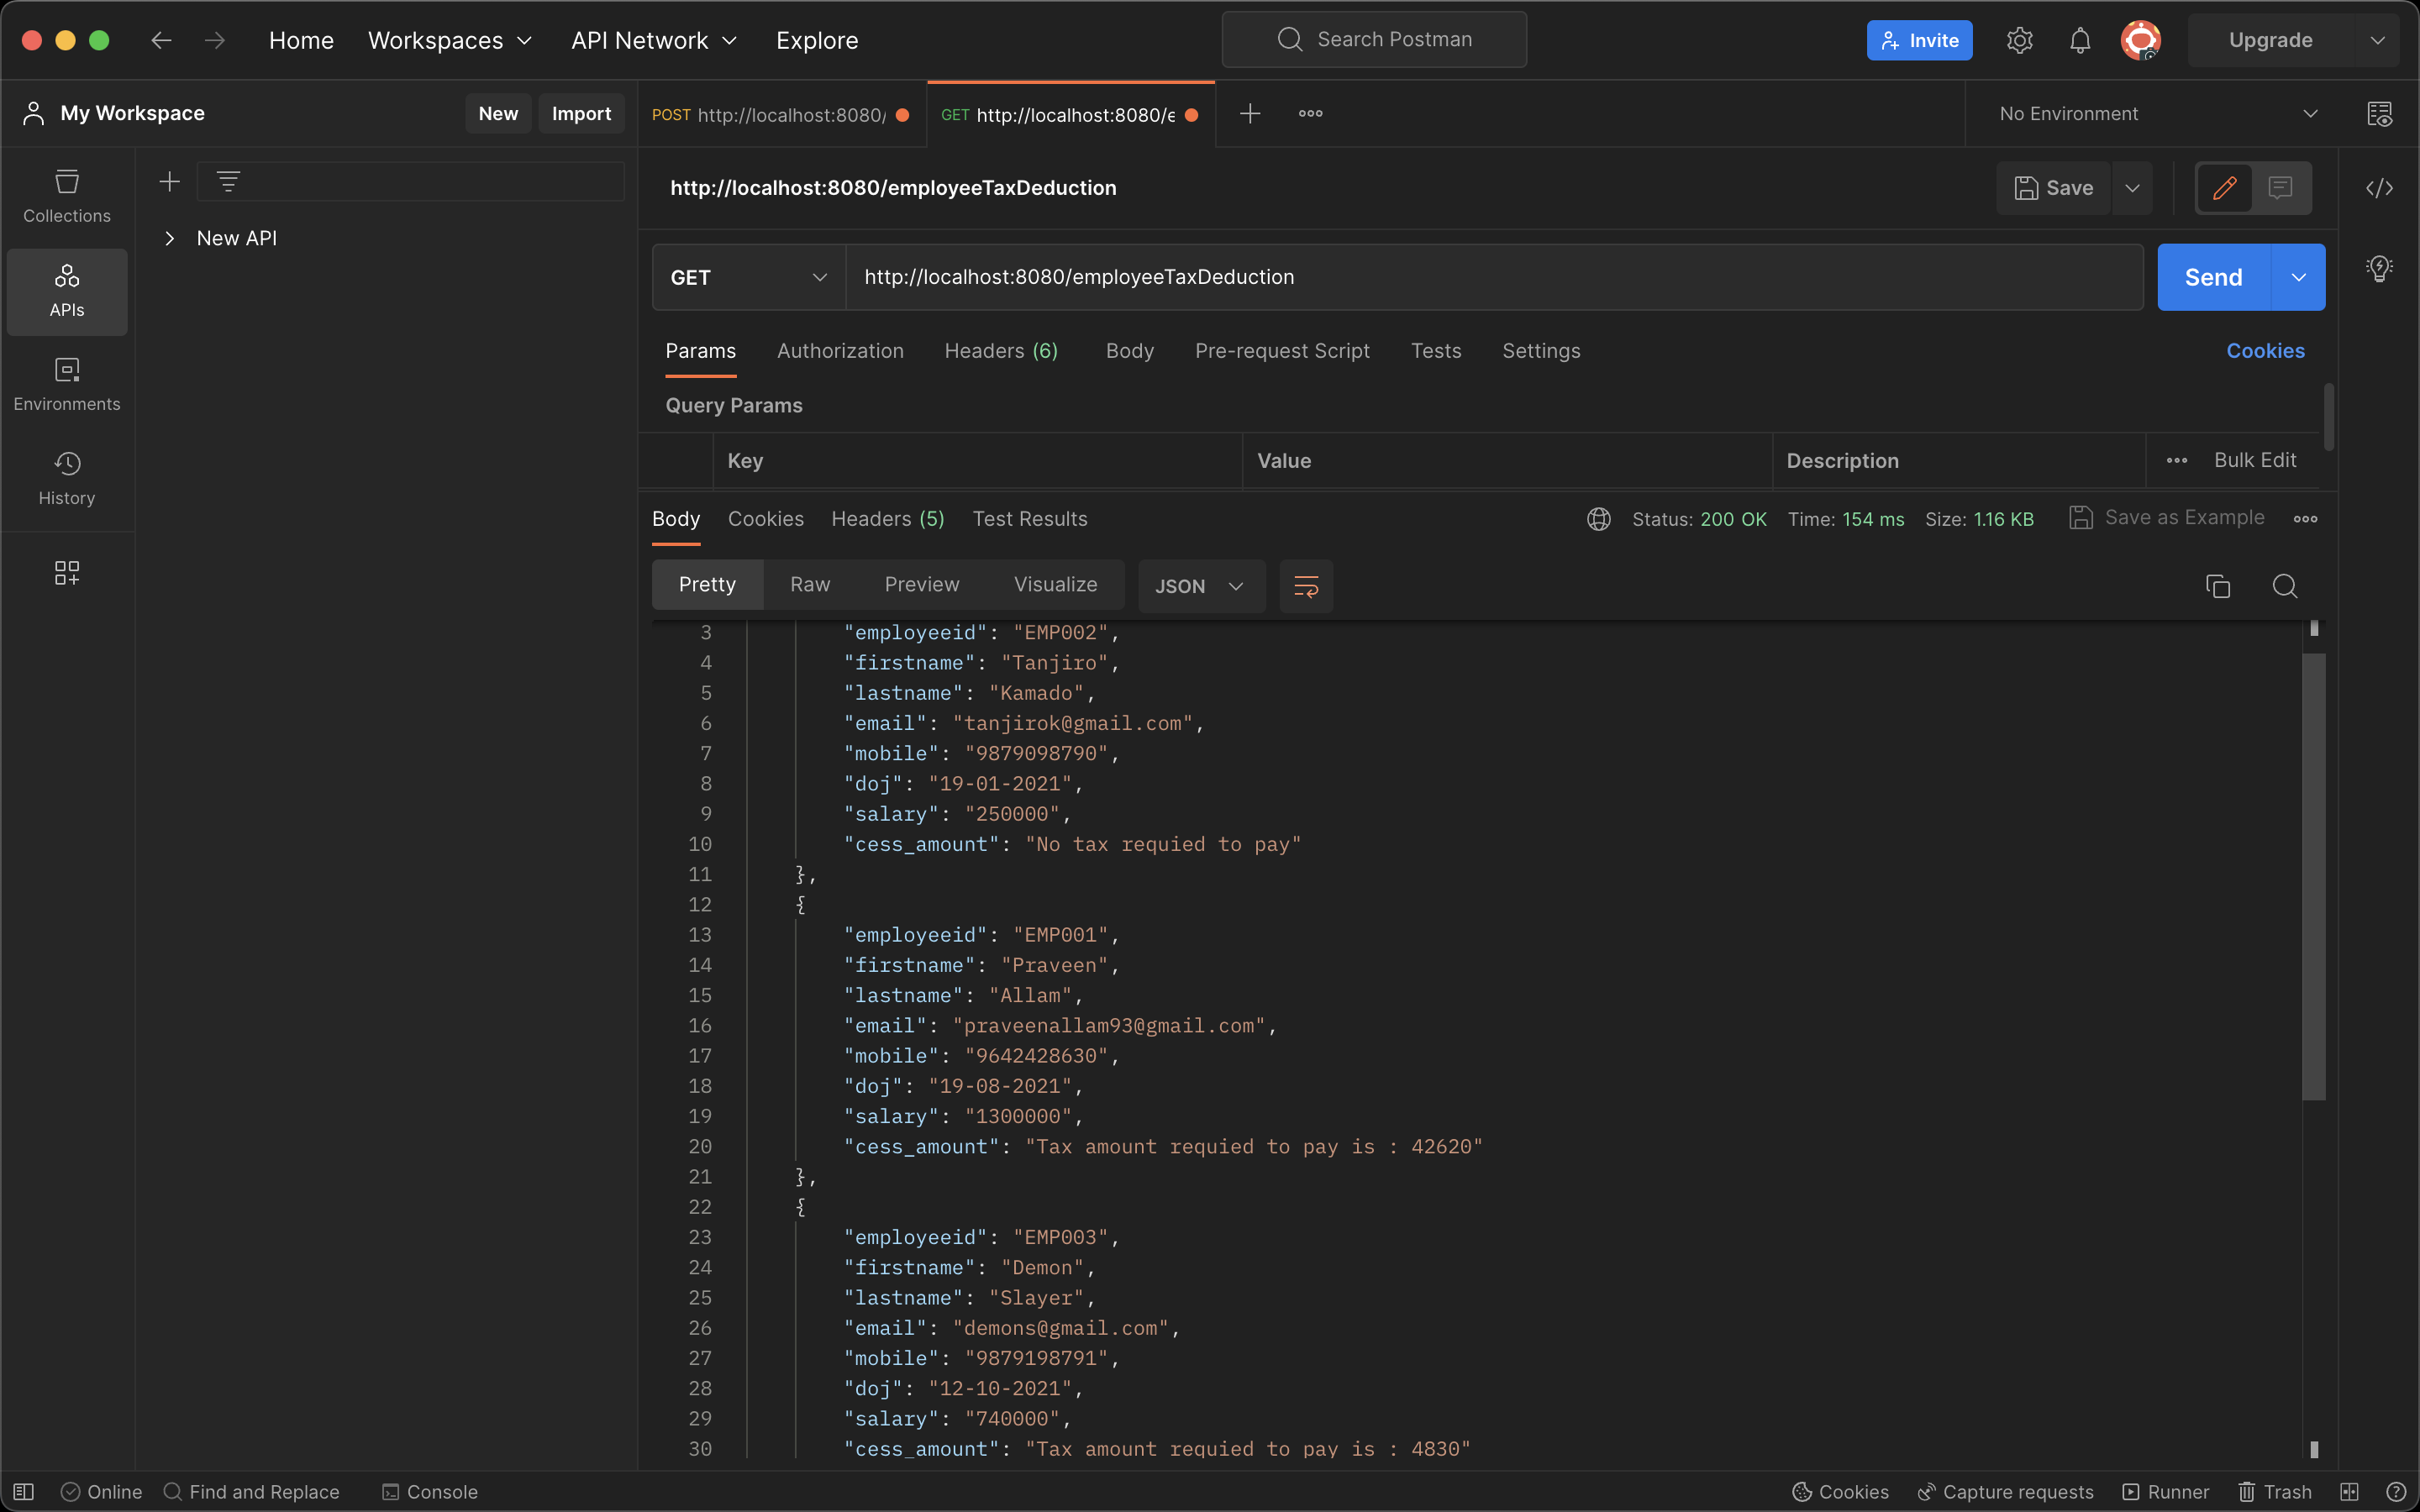 Home Workspaces API Network Explore Search Postman Invite Upgrade
My Workspace New Import POST http://localhost:8080/ GET http://localhost:8080/e No Environment
Collections
APIs
Environments
History
New API
http://localhost:8080/employeeTaxDeduction Save
GET http://localhost:8080/employeeTaxDeduction Send
Params Authorization Headers (6) Body Pre-request Script Tests Settings Cookies
Query Params
Key Value Description Bulk Edit
Body Cookies Headers (5) Test Results Status: 200 OK Time: 154 ms Size: 1.16 KB Save as Example
Pretty Raw Preview Visualize JSON
3 "employeeid": "EMP002",
4 "firstname": "Tanjiro",
5 "lastname": "Kamado",
6 "email": "tanjirok@gmail.com",
7 "mobile": "9879098790",
8 "doj": "19-01-2021",
9 "salary": "250000",
10 "cess_amount": "No tax requied to pay"
11 },
12 {
13 "employeeid": "EMP001",
14 "firstname": "Praveen",
15 "lastname": "Allam",
16 "email": "praveenallam93@gmail.com",
17 "mobile": "9642428630",
18 "doj": "19-08-2021",
19 "salary": "1300000",
20 "cess_amount": "Tax amount requied to pay is : 42620"
21 },
22 {
23 "employeeid": "EMP003",
24 "firstname": "Demon",
25 "lastname": "Slayer",
26 "email": "demons@gmail.com",
27 "mobile": "9879198791",
28 "doj": "12-10-2021",
29 "salary": "740000",
30 "cess_amount": "Tax amount requied to pay is : 4830"
Online Find and Replace Console Cookies Capture requests Runner Trash